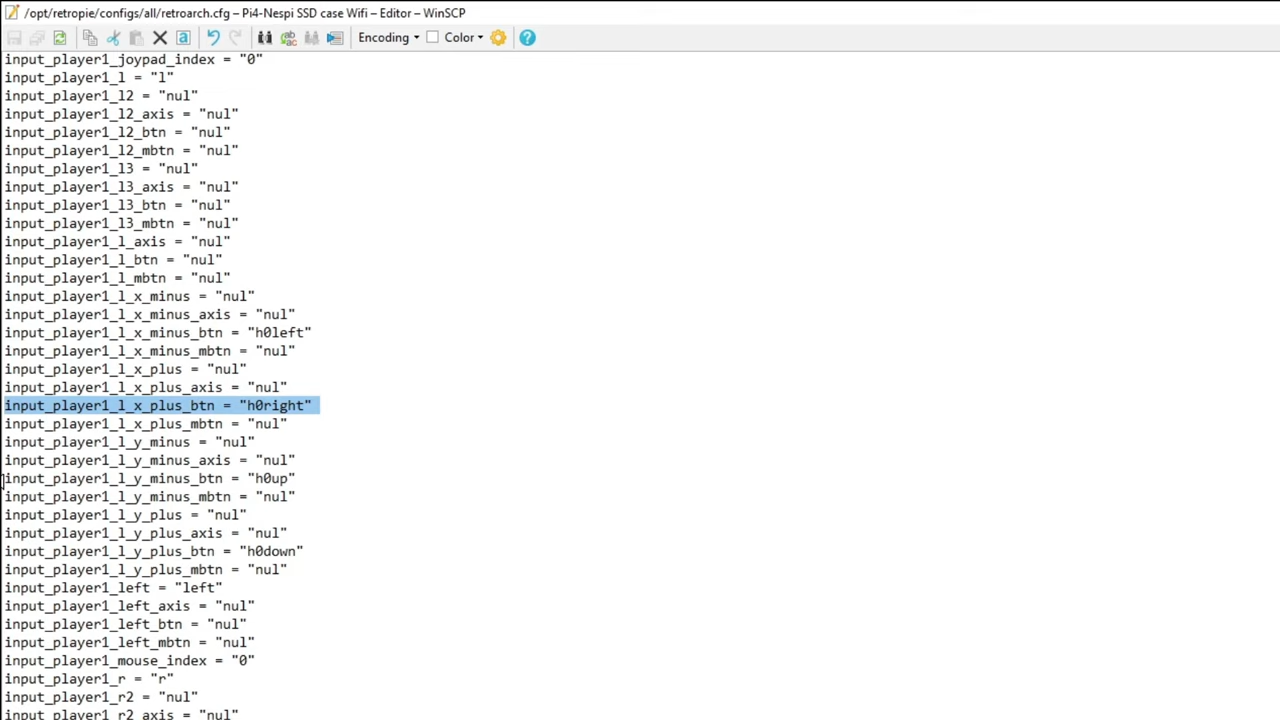 /opt/retropie/configs/all/retroarch.cfg – Pi4-Nespi SSD case Wifi – Editor – WinSCP
Encoding Color
input_player1_joypad_index = "0"
input_player1_l = "l"
input_player1_l2 = "nul"
input_player1_l2_axis = "nul"
input_player1_l2_btn = "nul"
input_player1_l2_mbtn = "nul"
input_player1_l3 = "nul"
input_player1_l3_axis = "nul"
input_player1_l3_btn = "nul"
input_player1_l3_mbtn = "nul"
input_player1_l_axis = "nul"
input_player1_l_btn = "nul"
input_player1_l_mbtn = "nul"
input_player1_l_x_minus = "nul"
input_player1_l_x_minus_axis = "nul"
input_player1_l_x_minus_btn = "h0left"
input_player1_l_x_minus_mbtn = "nul"
input_player1_l_x_plus = "nul"
input_player1_l_x_plus_axis = "nul"
input_player1_l_x_plus_btn = "h0right"
input_player1_l_x_plus_mbtn = "nul"
input_player1_l_y_minus = "nul"
input_player1_l_y_minus_axis = "nul"
input_player1_l_y_minus_btn = "h0up"
input_player1_l_y_minus_mbtn = "nul"
input_player1_l_y_plus = "nul"
input_player1_l_y_plus_axis = "nul"
input_player1_l_y_plus_btn = "h0down"
input_player1_l_y_plus_mbtn = "nul"
input_player1_left = "left"
input_player1_left_axis = "nul"
input_player1_left_btn = "nul"
input_player1_left_mbtn = "nul"
input_player1_mouse_index = "0"
input_player1_r = "r"
input_player1_r2 = "nul"
input_player1_r2_axis = "nul"